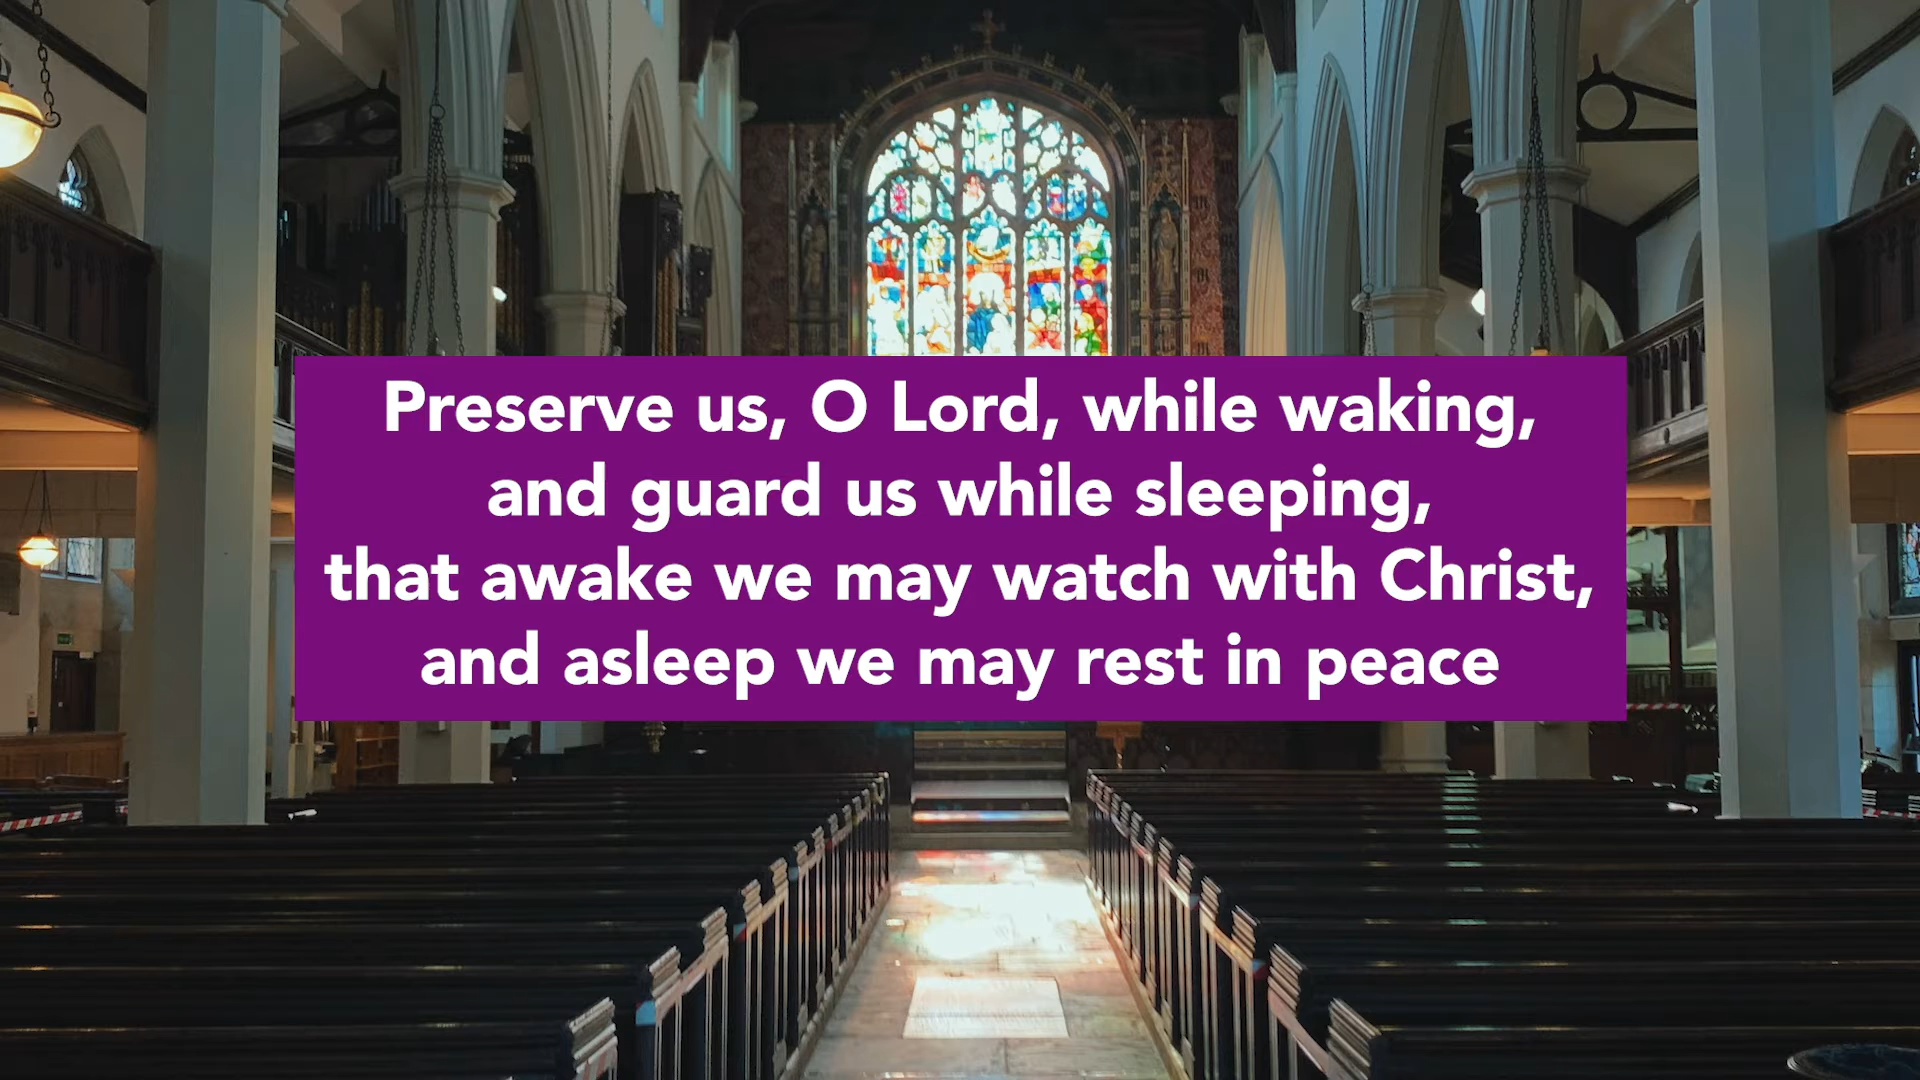 Preserve us, O Lord, while waking,
and guard us while sleeping,
that awake we may watch with Christ,
and asleep we may rest in peace